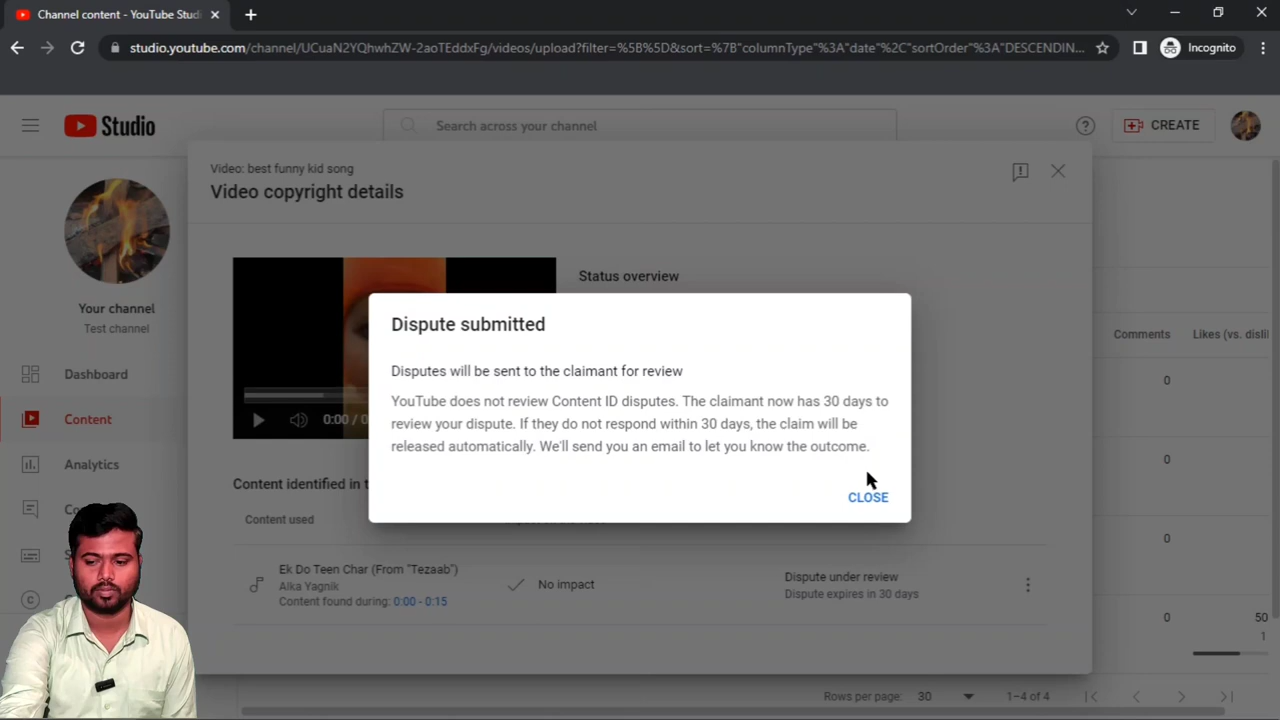 Channel content - YouTube Studi
studio.youtube.com/channel/UCuaN2YQhwhZW-2aoTEddxFg/videos/upload?filter=%5B%5D&sort=%7B"columnType"%3A"date"%2C"sortOrder"%3A"DESCENDIN...
Incognito
Studio
Search across your channel
CREATE
Video: best funny kid song
Video copyright details
Your channel
Test channel
Status overview
Dispute submitted
Comments
Likes (vs. disli
Disputes will be sent to the claimant for review
Dashboard
0
YouTube does not review Content ID disputes. The claimant now has 30 days to
review your dispute. If they do not respond within 30 days, the claim will be
released automatically. We'll send you an email to let you know the outcome.
Content
0:00 / 0
Analytics
0
Content identified in t
CLOSE
Content used
0
Ek Do Teen Char (From "Tezaab")
Alka Yagnik
Content found during: 0:00 - 0:15
No impact
Dispute under review
Dispute expires in 30 days
0
50
1
Rows per page:
30
1–4 of 4